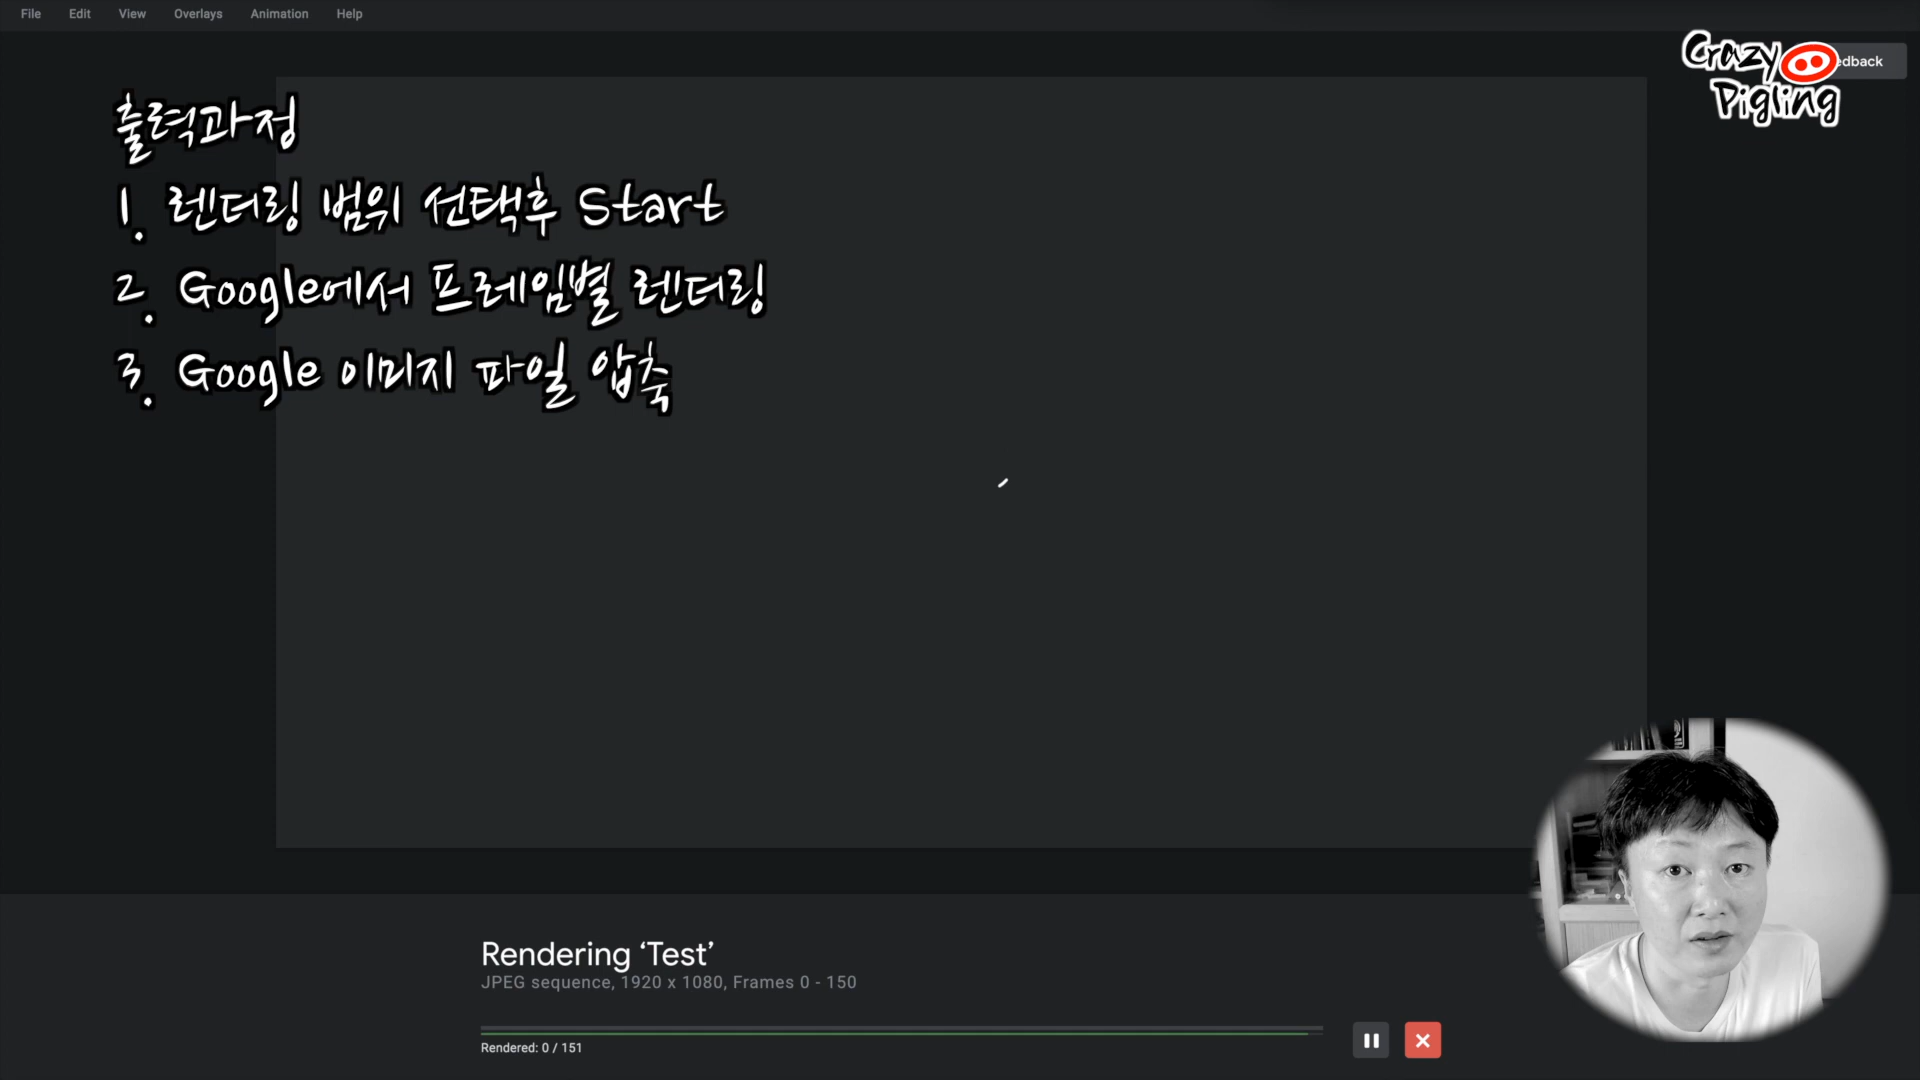 File Edit View Overlays Animation Help
Crazy
edback
Pigling
출력과정
1. 렌더링 범위 선택후 Start
2. Google에서 프레임별 렌더링
3. Google 이미지 파일 압축
Rendering ‘Test’
JPEG sequence, 1920 x 1080, Frames 0 - 150
Rendered: 0 / 151